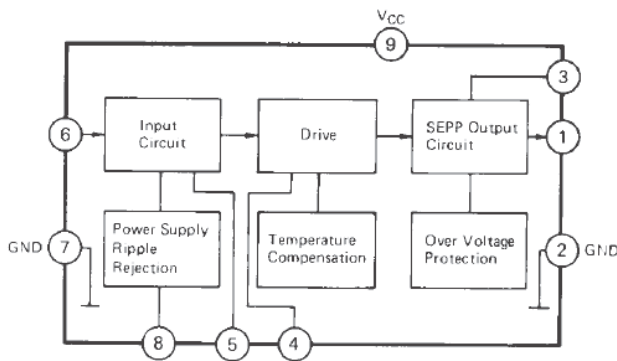 VCC
9
3
6
Input
Circuit
Drive
SEPP Output
Circuit
1
GND
7
Power Supply
Ripple
Rejection
Temperature
Compensation
Over Voltage
Protection
2
GND
8
5
4